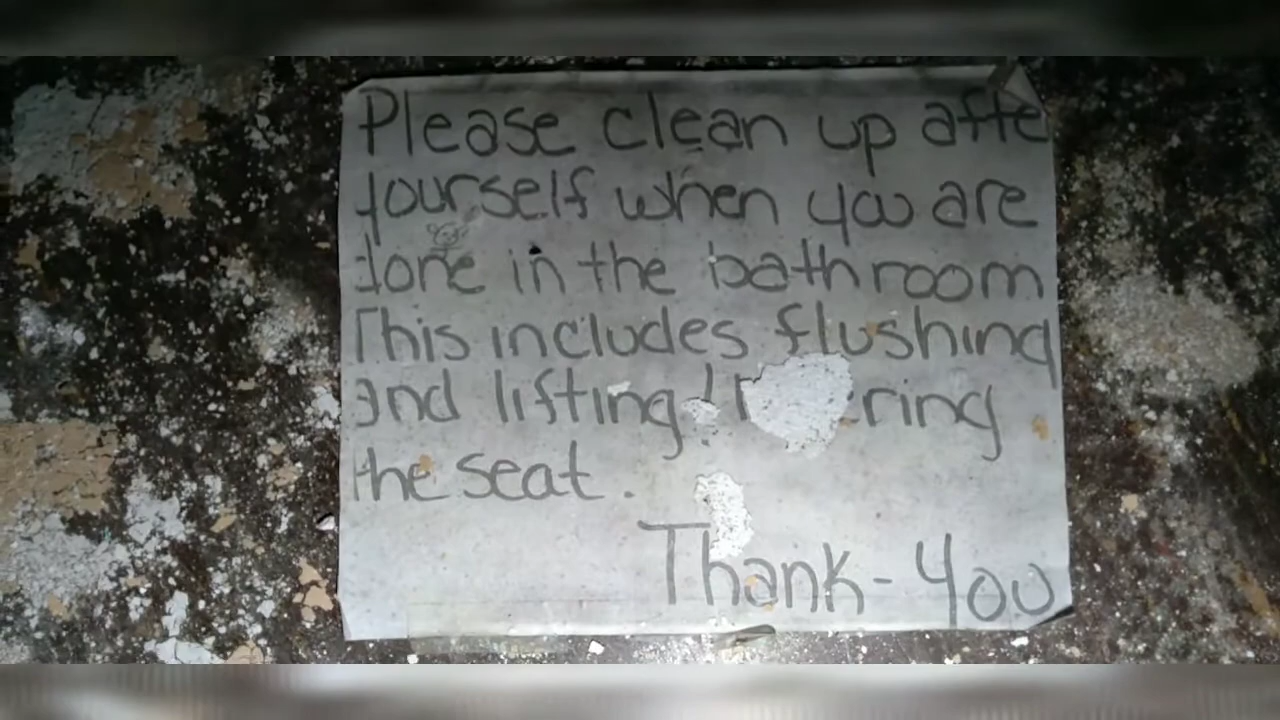 Please clean up afte
yourself when you are
done in the bathroom
This includes flushing
and lifting/ ring
the seat.
Thank-You